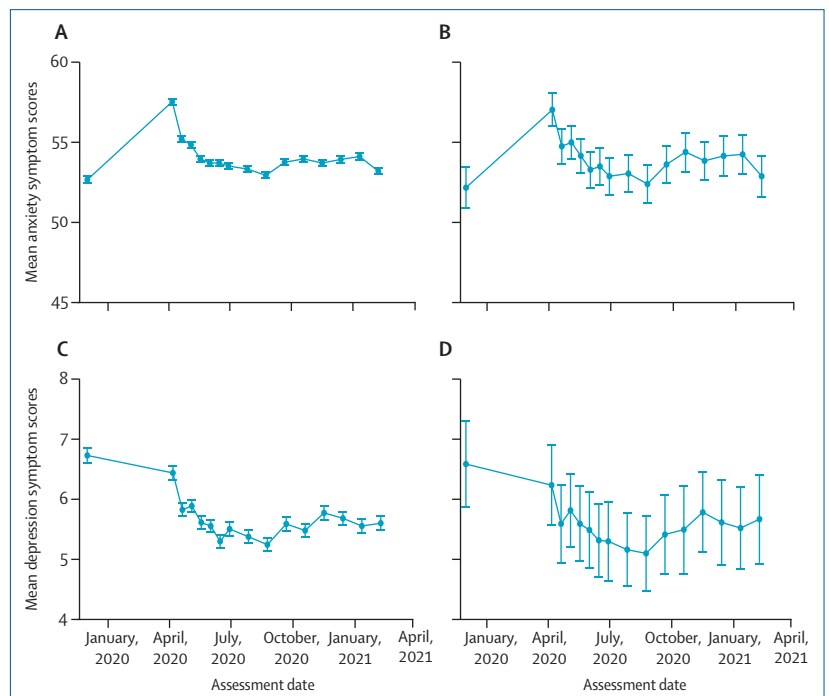 A
B
60
55
50
45
Mean anxiety symptom scores
C
D
8
7
6
5
4
Mean depression symptom scores
January, 2020
April, 2020
July, 2020
October, 2020
January, 2021
April, 2021
January, 2020
April, 2020
July, 2020
October, 2020
January, 2021
April, 2021
Assessment date
Assessment date